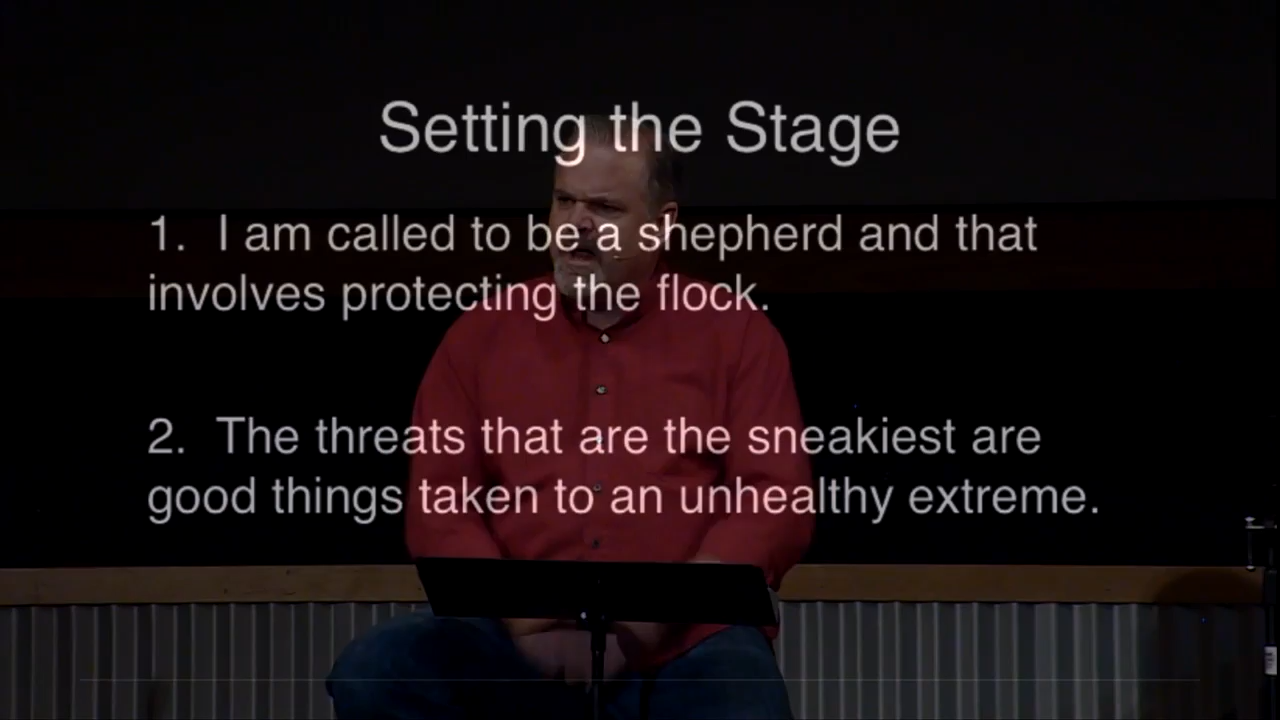 Setting the Stage
1. I am called to be a shepherd and that
involves protecting the flock.
2. The threats that are the sneakiest are
good things taken to an unhealthy extreme.